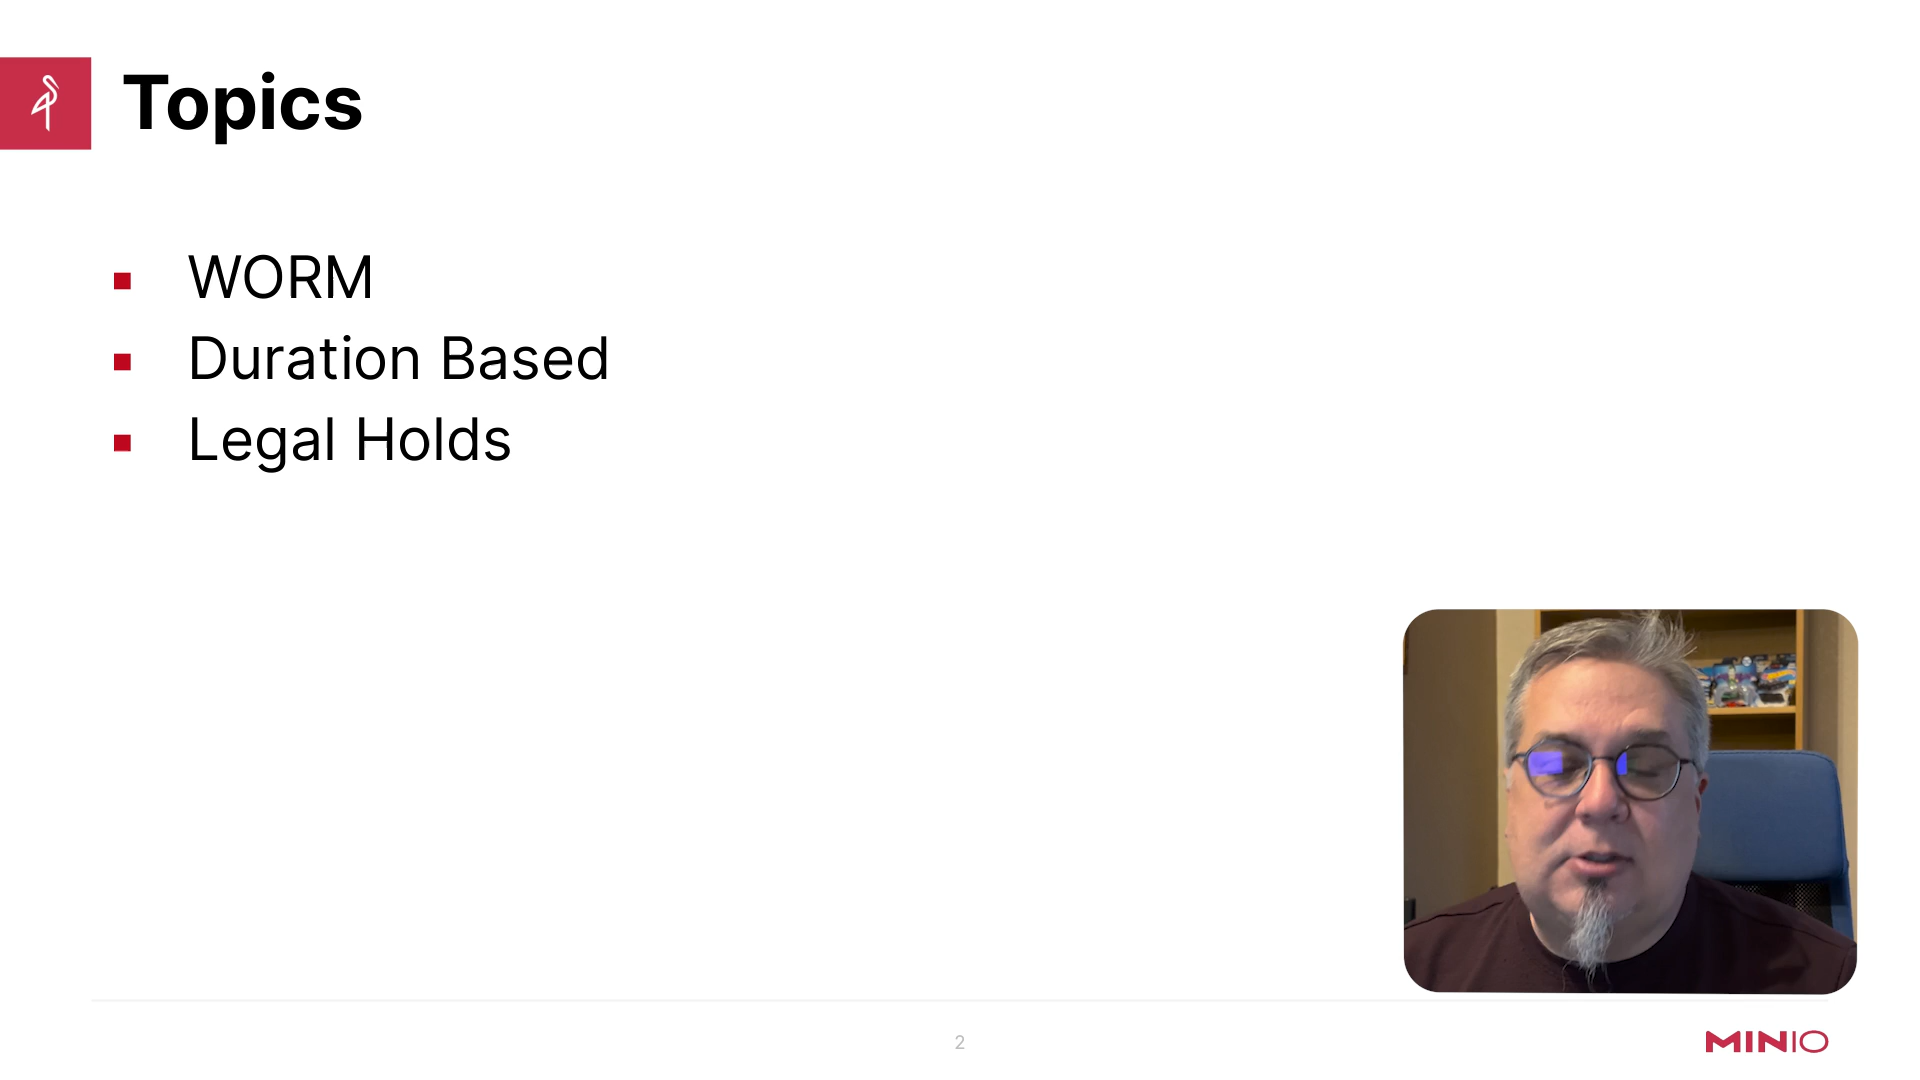 Topics
WORM
Duration Based
Legal Holds
2
MINIO